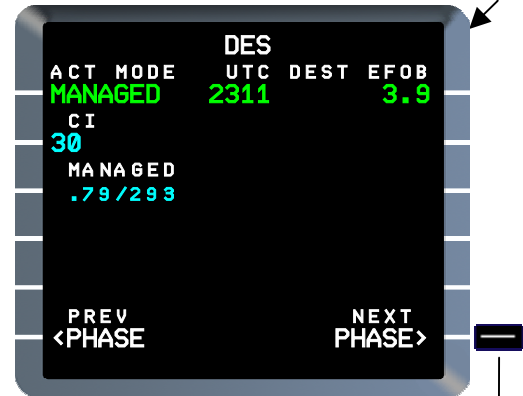 DES
ACT MODE UTC DEST EFOB
MANAGED 2311 3.9
CI
30
MANAGED
.79/293
PREV NEXT
<PHASE PHASE>